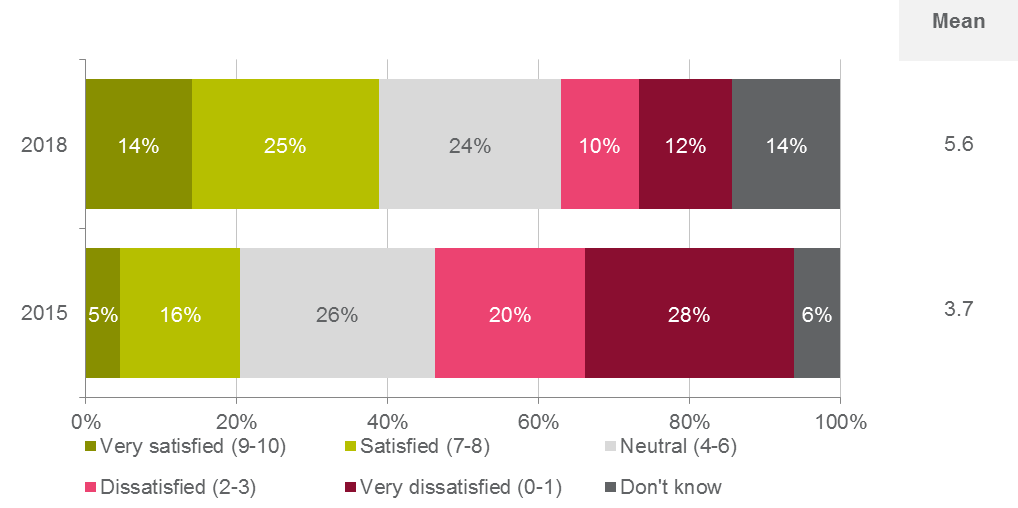 Mean
2018 14% 25% 24% 10% 12% 14% 5.6
2015 5% 16% 26% 20% 28% 6% 3.7
0% 20% 40% 60% 80% 100%
Very satisfied (9-10) Satisfied (7-8) Neutral (4-6)
Dissatisfied (2-3) Very dissatisfied (0-1) Don't know